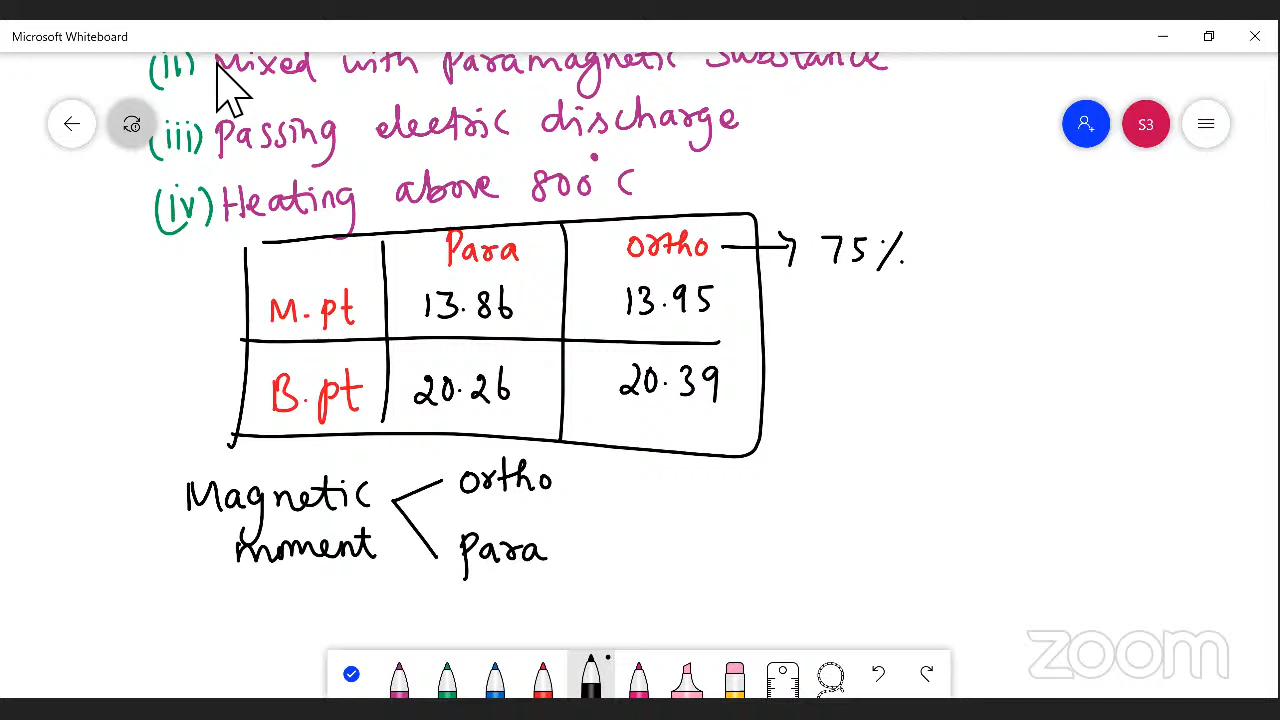 Microsoft Whiteboard
(ii) Mixed with paramagnetic substance
(iii) Passing electric discharge
(iv) Heating above 800°C
Para Ortho → 75%
M.pt 13.86 13.95
B.pt 20.26 20.39
Magnetic moment
Ortho
Para
S3
zoom